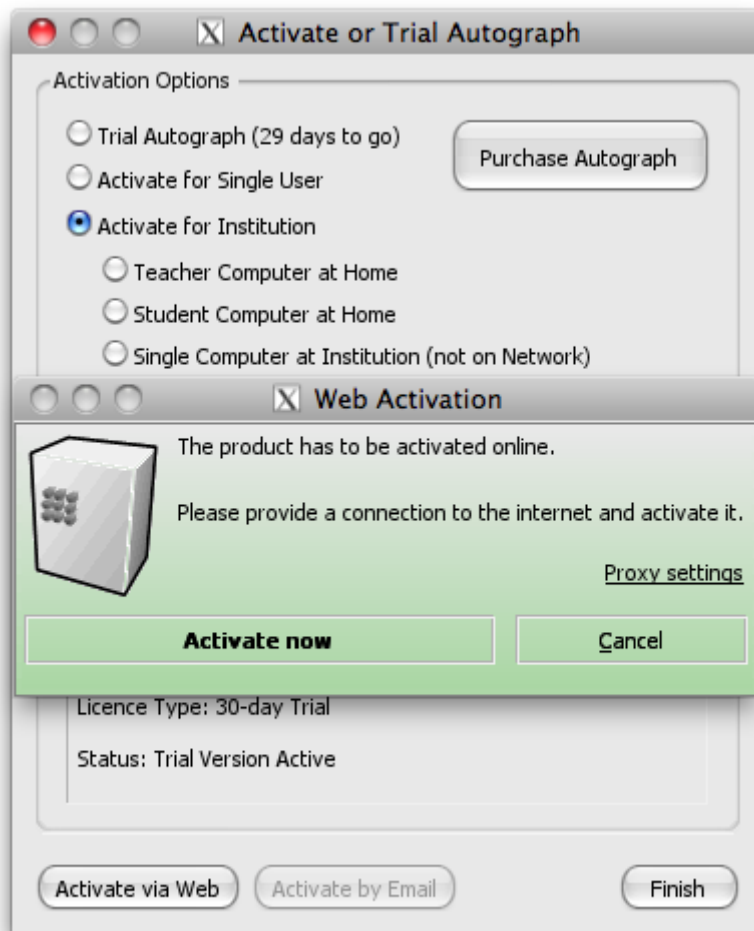 Activate or Trial Autograph
Activation Options
Trial Autograph (29 days to go)
Purchase Autograph
Activate for Single User
Activate for Institution
Teacher Computer at Home
Student Computer at Home
Single Computer at Institution (not on Network)
Web Activation
The product has to be activated online.
Please provide a connection to the internet and activate it.
Proxy settings
Activate now Cancel
Licence Type: 30-day Trial
Status: Trial Version Active
Activate via Web Activate by Email Finish